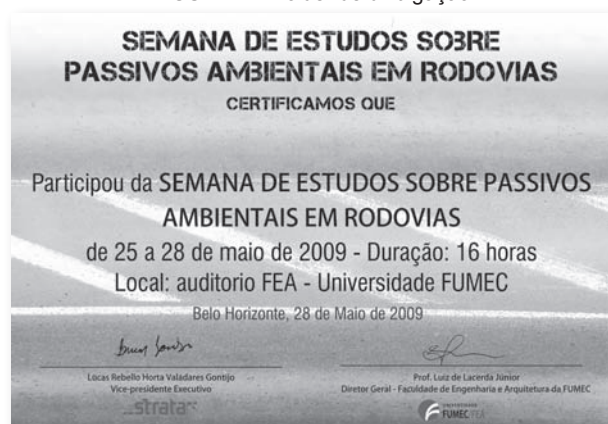 SEMANA DE ESTUDOS SOBRE
PASSIVOS AMBIENTAIS EM RODOVIAS
CERTIFICAMOS QUE
Participou da SEMANA DE ESTUDOS SOBRE PASSIVOS
AMBIENTAIS EM RODOVIAS
de 25 a 28 de maio de 2009 - Duração: 16 horas
Local: auditorio FEA - Universidade FUMEC
Belo Horizonte, 28 de Maio de 2009
Locas Rebello Horta Valádares Gontijo
Vice-presidente Executivo
strata
Prof. Luiz de Lacerda Júnior
Diretor Geral - Faculdade de Engenharia e Arquitetura da FUMEC
UNIVERSIDADE
FUMEC FEA